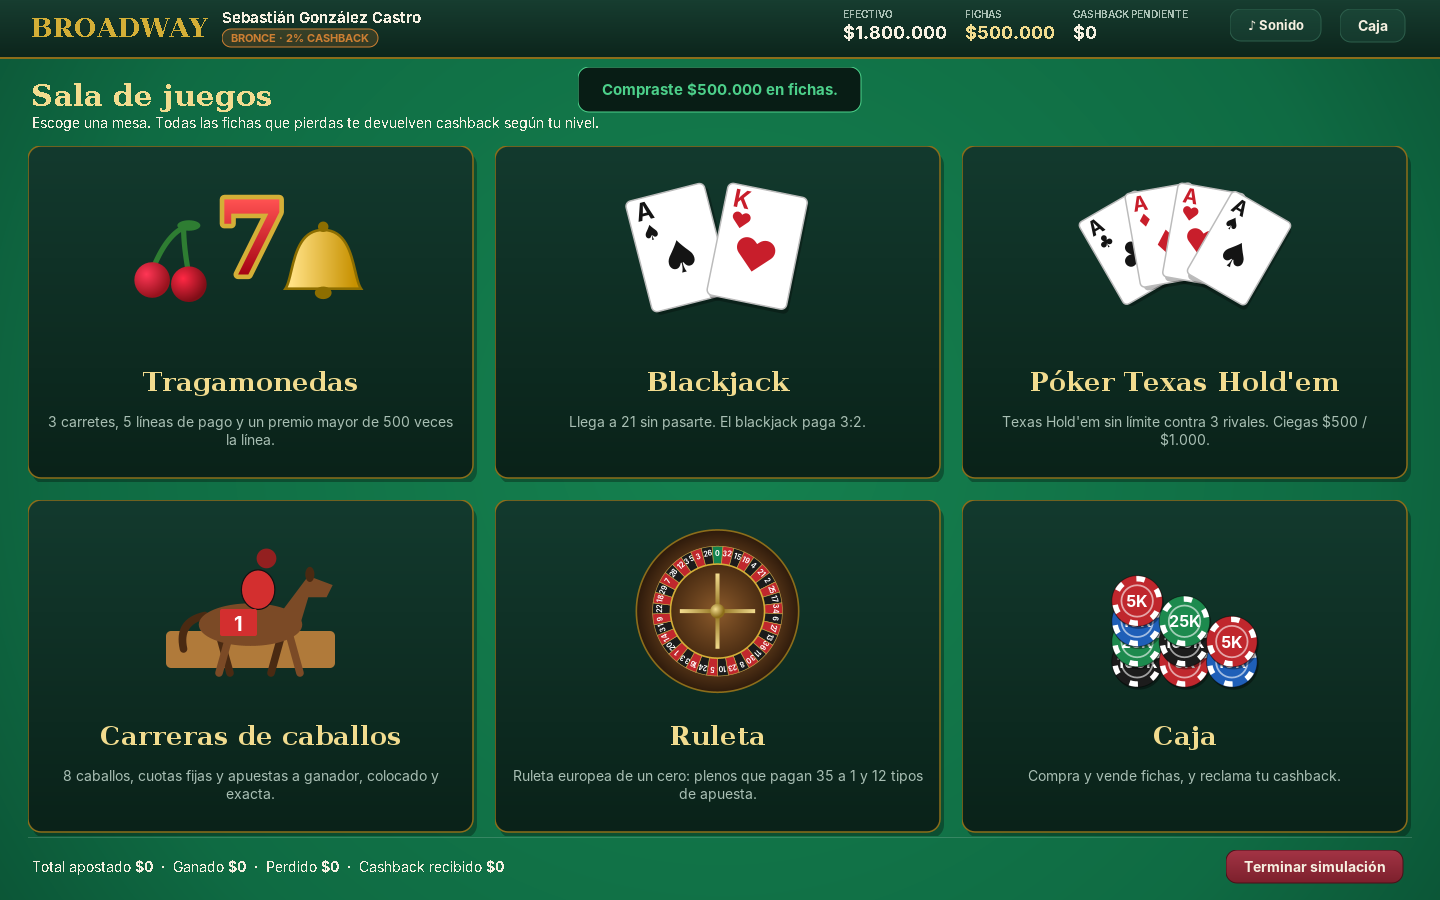 BROADWAY
Sebastián González Castro
BRONCE · 2% CASHBACK
EFECTIVO
$1.800.000
FICHAS
$500.000
CASHBACK PENDIENTE
$0
♪ Sonido
Caja
Sala de juegos
Compraste $500.000 en fichas.
Escoge una mesa. Todas las fichas que pierdas te devuelven cashback según tu nivel.
7
A
K
A
A
A
A
Tragamonedas
Blackjack
Póker Texas Hold'em
3 carretes, 5 líneas de pago y un premio mayor de 500 veces
la línea.
Llega a 21 sin pasarte. El blackjack paga 3:2.
Texas Hold'em sin límite contra 3 rivales. Ciegas $500 /
$1.000.
1
5K
25K
5K
Carreras de caballos
Ruleta
Caja
8 caballos, cuotas fijas y apuestas a ganador, colocado y
exacta.
Ruleta europea de un cero: plenos que pagan 35 a 1 y 12 tipos
de apuesta.
Compra y vende fichas, y reclama tu cashback.
Total apostado $0 · Ganado $0 · Perdido $0 · Cashback recibido $0
Terminar simulación